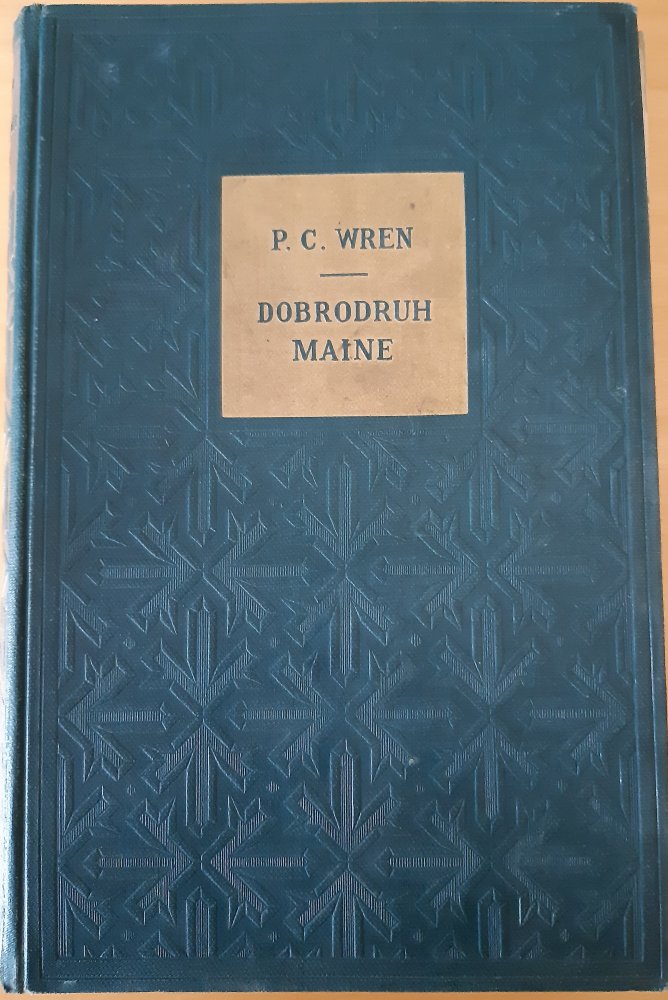 P. C. WREN
DOBRODRUH
MAINE